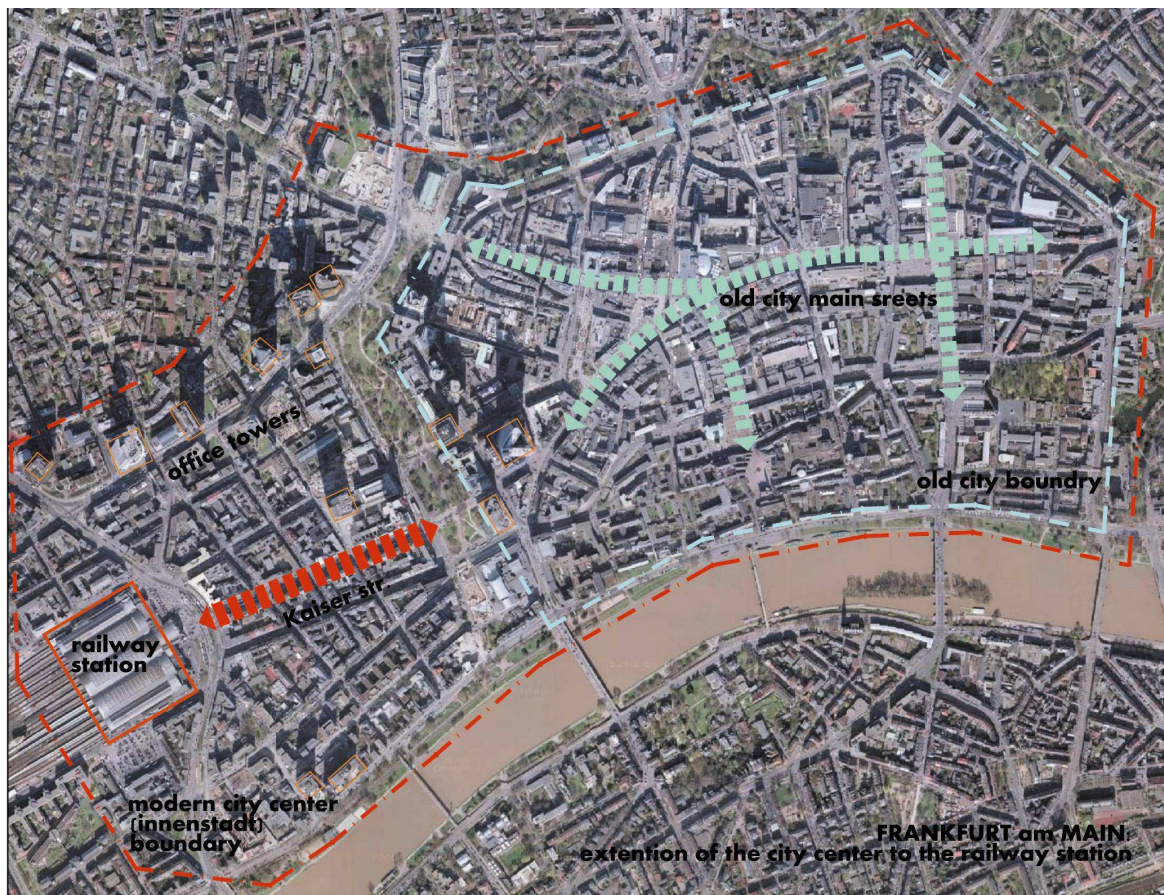 old city main sreets
office towers
old city boundry
Kaiser str
railway
station
modern city center
(innenstadt)
boundary
FRANKFURT am MAIN:
extention of the city center to the railway station